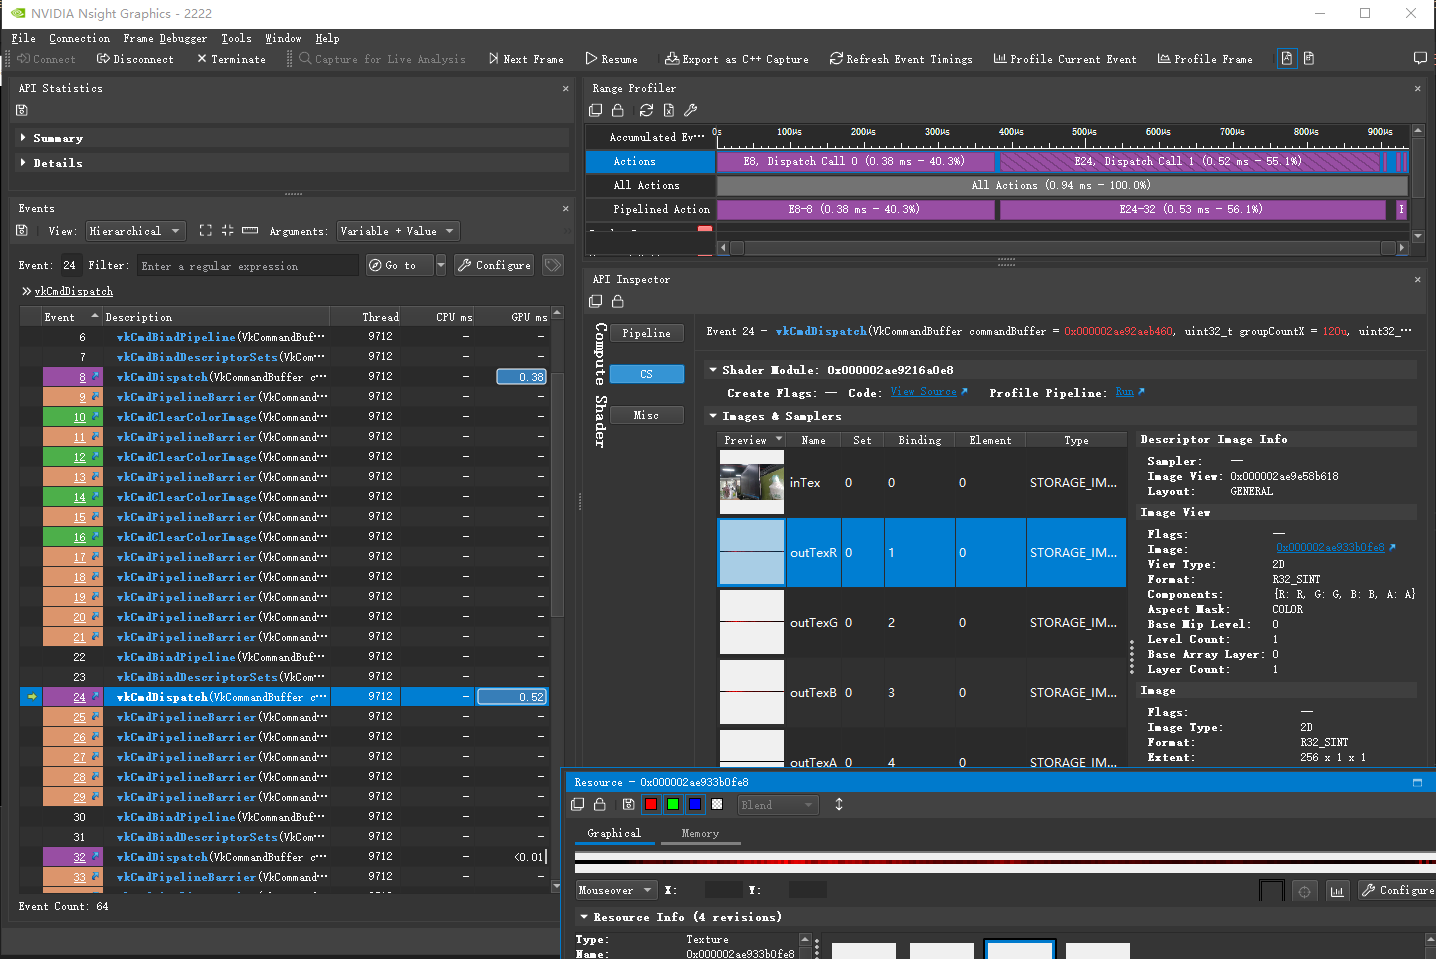 NVIDIA Nsight Graphics - 2222
File Connection Frame Debugger Tools Window Help
Connect Disconnect Terminate Capture for Live Analysis Next Frame Resume Export as C++ Capture Refresh Event Timings Profile Current Event Profile Frame
API Statistics
Summary
Details
Events
View: Hierarchical Arguments: Variable + Value
Event: 24 Filter: Enter a regular expression Go to Configure
vkCmdDispatch
Event Description Thread CPU ms GPU ms
6 vkCmdBindPipeline(VkCommandBuf··· 9712 — —
7 vkCmdBindDescriptorSets(VkCom··· 9712 — —
8 vkCmdDispatch(VkCommandBuffer c··· 9712 — 0.38
9 vkCmdPipelineBarrier(VkCommand··· 9712 — —
10 vkCmdClearColorImage(VkCommand··· 9712 — —
11 vkCmdPipelineBarrier(VkCommand··· 9712 — —
12 vkCmdClearColorImage(VkCommand··· 9712 — —
13 vkCmdPipelineBarrier(VkCommand··· 9712 — —
14 vkCmdClearColorImage(VkCommand··· 9712 — —
15 vkCmdPipelineBarrier(VkCommand··· 9712 — —
16 vkCmdClearColorImage(VkCommand··· 9712 — —
17 vkCmdPipelineBarrier(VkCommand··· 9712 — —
18 vkCmdPipelineBarrier(VkCommand··· 9712 — —
19 vkCmdPipelineBarrier(VkCommand··· 9712 — —
20 vkCmdPipelineBarrier(VkCommand··· 9712 — —
21 vkCmdPipelineBarrier(VkCommand··· 9712 — —
22 vkCmdBindPipeline(VkCommandBuf··· 9712 — —
23 vkCmdBindDescriptorSets(VkCom··· 9712 — —
24 vkCmdDispatch(VkCommandBuffer c··· 9712 — 0.52
25 vkCmdPipelineBarrier(VkCommand··· 9712 — —
26 vkCmdPipelineBarrier(VkCommand··· 9712 — —
27 vkCmdPipelineBarrier(VkCommand··· 9712 — —
28 vkCmdPipelineBarrier(VkCommand··· 9712 — —
29 vkCmdPipelineBarrier(VkCommand··· 9712 — —
30 vkCmdBindPipeline(VkCommandBuf··· 9712 — —
31 vkCmdBindDescriptorSets(VkCom··· 9712 — —
32 vkCmdDispatch(VkCommandBuffer c··· 9712 — <0.01
33 vkCmdPipelineBarrier(VkCommand··· 9712 — —
Event Count: 64
Range Profiler
Accumulated Ev··· 0s 100µs 200µs 300µs 400µs 500µs 600µs 700µs 800µs 900µs
Actions E8, Dispatch Call 0 (0.38 ms - 40.3%) E24, Dispatch Call 1 (0.52 ms - 55.1%)
All Actions All Actions (0.94 ms - 100.0%)
Pipelined Action E8-8 (0.38 ms - 40.3%) E24-32 (0.53 ms - 56.1%)
API Inspector
Compute Shader
Pipeline
CS
Misc
Event 24 - vkCmdDispatch(VkCommandBuffer commandBuffer = 0x000002ae92aeb460, uint32_t groupCountX = 120u, uint32_···
Shader Module: 0x000002ae9216a0e8
Create Flags: — Code: View Source Profile Pipeline: Run
Images & Samplers
Preview Name Set Binding Element Type
inTex 0 0 0 STORAGE_IM...
outTexR 0 1 0 STORAGE_IM...
outTexG 0 2 0 STORAGE_IM...
outTexB 0 3 0 STORAGE_IM...
outTexA 0 4 0 STORAGE_IM...
Descriptor Image Info
Sampler: —
Image View: 0x000002ae9e58b618
Layout: GENERAL
Image View
Flags: —
Image: 0x000002ae933b0fe8
View Type: 2D
Format: R32_SINT
Components: {R: R, G: G, B: B, A: A}
Aspect Mask: COLOR
Base Mip Level: 0
Level Count: 1
Base Array Layer: 0
Layer Count: 1
Image
Flags: —
Image Type: 2D
Format: R32_SINT
Extent: 256 x 1 x 1
Resource - 0x000002ae933b0fe8
Blend
Graphical Memory
Mouseover X: Y: Configure
Resource Info (4 revisions)
Type: Texture
Name: 0x000002ae933b0fe8